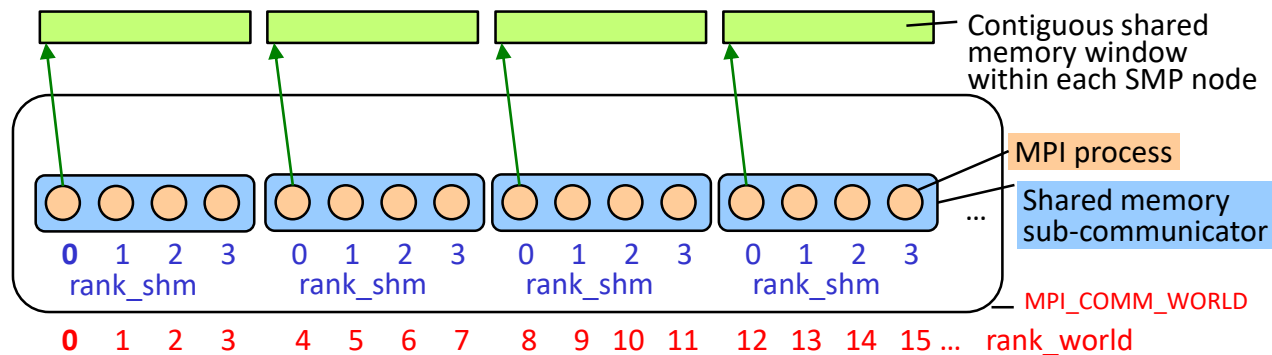 Contiguous shared
memory window
within each SMP node
MPI process
Shared memory
sub-communicator
...
0 1 2 3 0 1 2 3 0 1 2 3 0 1 2 3
rank_shm rank_shm rank_shm rank_shm
MPI_COMM_WORLD
0 1 2 3 4 5 6 7 8 9 10 11 12 13 14 15 ... rank_world